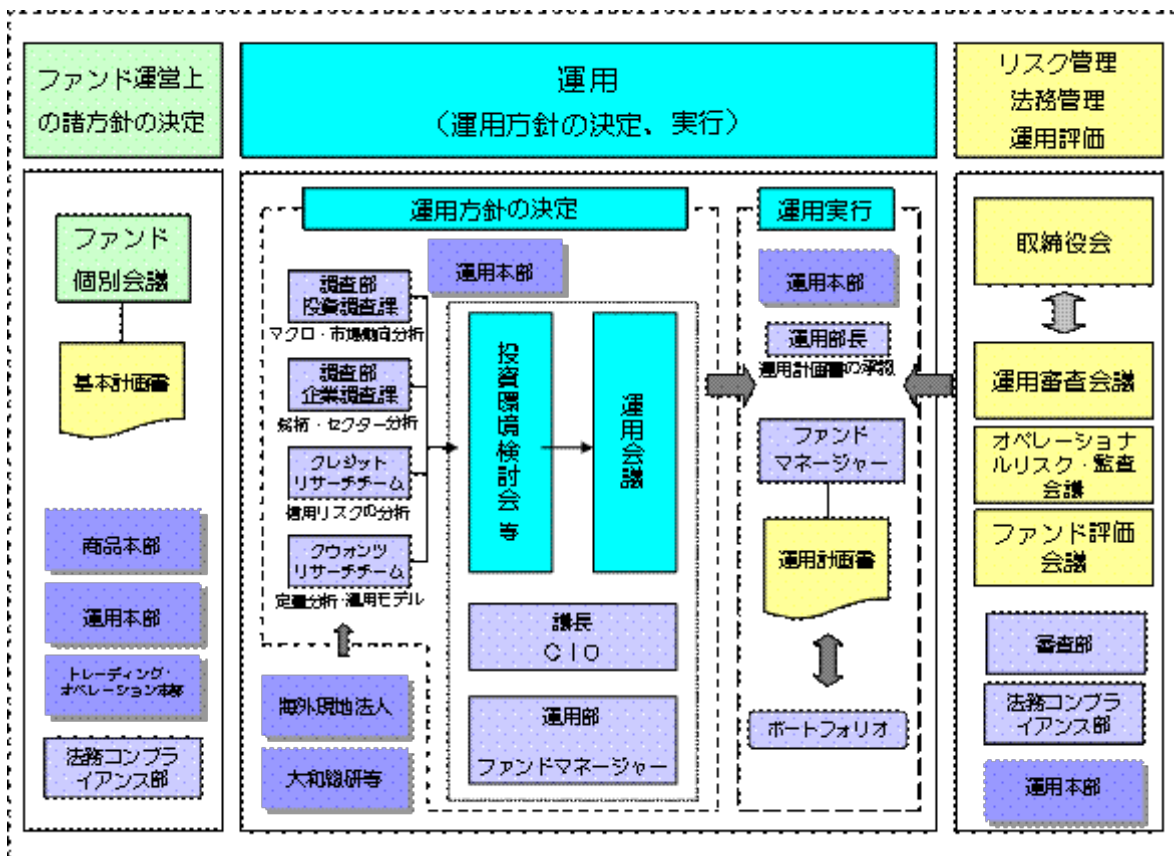 ファンド運営上
の諸方針の決定
運用
（運用方針の決定、実行）
リスク管理
法務管理
運用評価
ファンド
個別会議
基本計画書
商品本部
運用本部
トレーディング・
オペレーション本部
法務コンプラ
イアンス部
運用方針の決定
運用本部
調査部
投資調査課
マクロ・市場動向分析
調査部
企業調査課
銘柄・セクター分析
クレジット
リサーチチーム
信用リスクの分析
クウォンツ
リサーチチーム
定量分析・運用モデル
海外現地法人
大和総研等
投資環境検討会 等
運用会議
議長
ＣＩＯ
運用部
ファンドマネージャー
運用実行
運用本部
運用部長
運用計画書の承認
ファンド
マネージャー
運用計画書
ポートフォリオ
取締役会
運用審査会議
オペレーショナ
ルリスク・監査
会議
ファンド評価
会議
審査部
法務コンプラ
イアンス部
運用本部